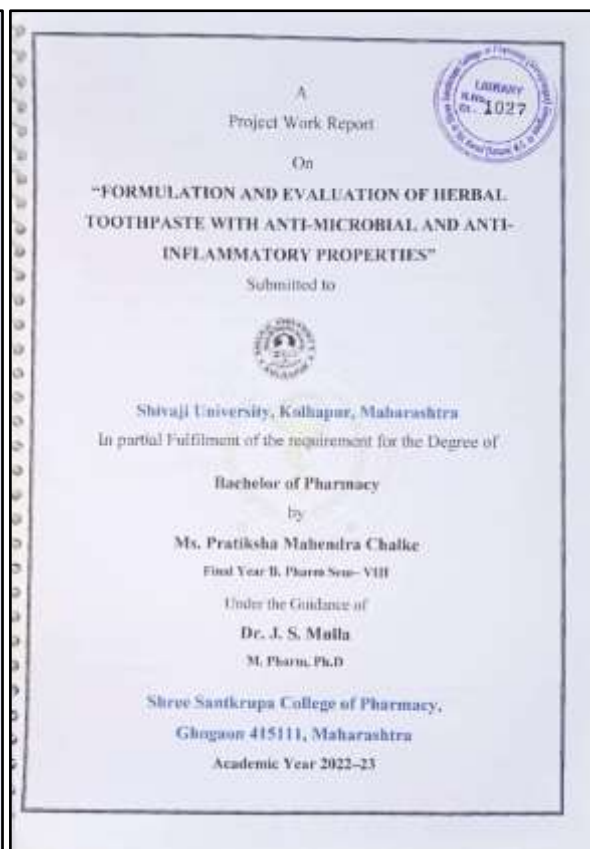 A
Project Work Report
On
“FORMULATION AND EVALUATION OF HERBAL
TOOTHPASTE WITH ANTI-MICROBIAL AND ANTI-
INFLAMMATORY PROPERTIES”
Submitted to
Shivaji University, Kolhapur, Maharashtra
In partial Fulfilment of the requirement for the Degree of
Bachelor of Pharmacy
by
Ms. Pratiksha Mahendra Chalke
Final Year B. Pharm Sem– VIII
Under the Guidance of
Dr. J. S. Mulla
M. Pharm, Ph.D
Shree Santkrupa College of Pharmacy,
Ghogaon 415111, Maharashtra
Academic Year 2022–23
LIBRARY
1027